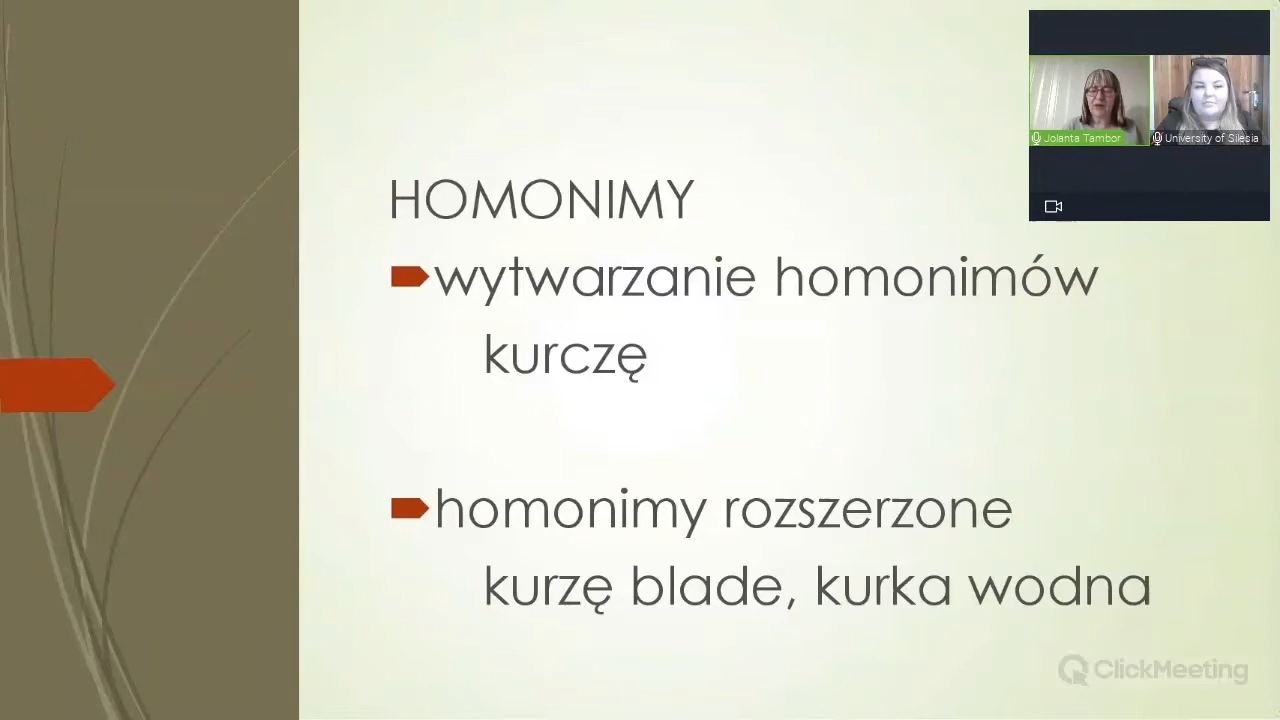 HOMONIMY
wytwarzanie homonimów
kurczę
homonimy rozszerzone
kurzę blade, kurka wodna
Jolanta Tambor
University of Silesia
ClickMeeting